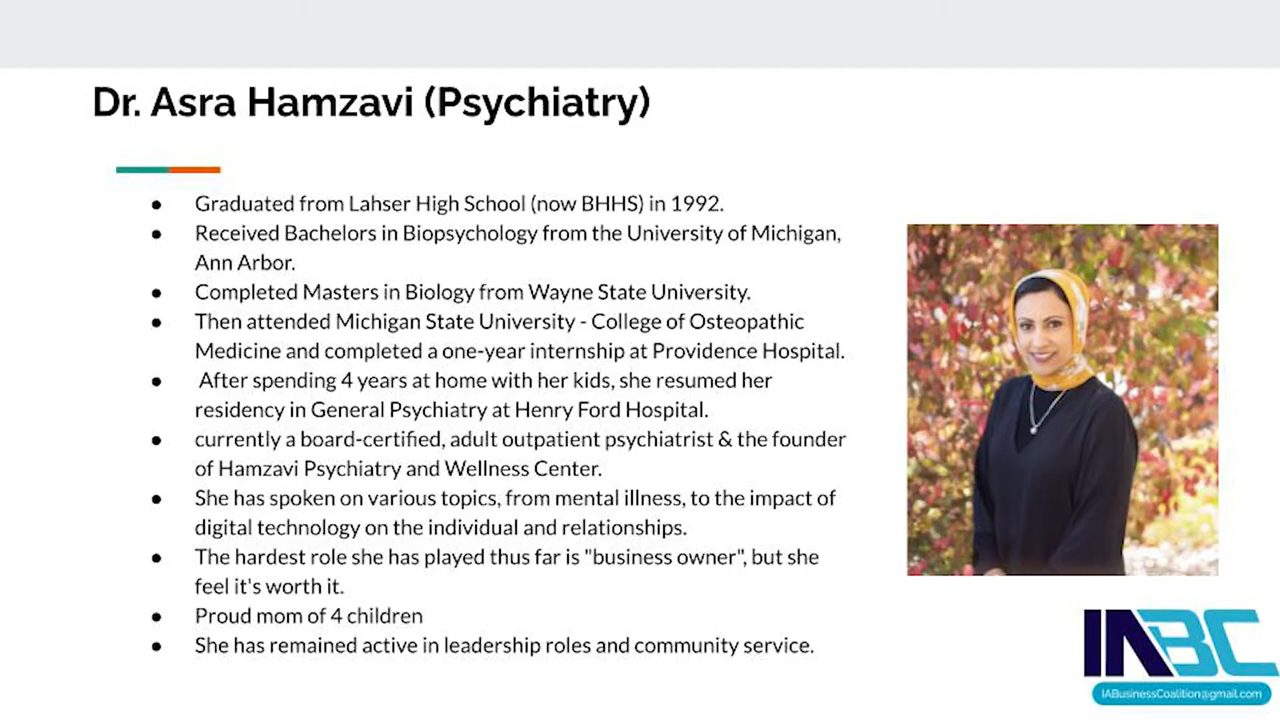 Dr. Asra Hamzavi (Psychiatry)
● Graduated from Lahser High School (now BHHS) in 1992.
● Received Bachelors in Biopsychology from the University of Michigan,
Ann Arbor.
● Completed Masters in Biology from Wayne State University.
● Then attended Michigan State University - College of Osteopathic
Medicine and completed a one-year internship at Providence Hospital.
● After spending 4 years at home with her kids, she resumed her
residency in General Psychiatry at Henry Ford Hospital.
● currently a board-certified, adult outpatient psychiatrist & the founder
of Hamzavi Psychiatry and Wellness Center.
● She has spoken on various topics, from mental illness, to the impact of
digital technology on the individual and relationships.
● The hardest role she has played thus far is "business owner", but she
feel it's worth it.
● Proud mom of 4 children
● She has remained active in leadership roles and community service.
IABC
IABusinessCoalition@gmail.com